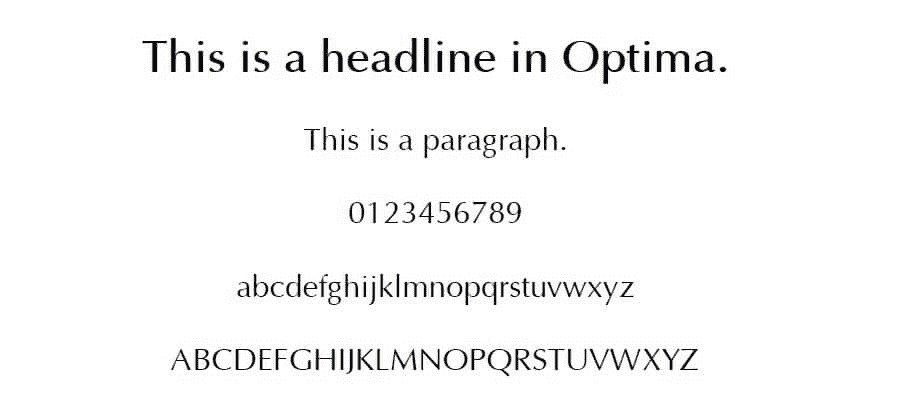 This is a headline in Optima.
This is a paragraph.
0123456789
abcdefghijklmnopqrstuvwxyz
ABCDEFGHIJKLMNOPQRSTUVWXYZ